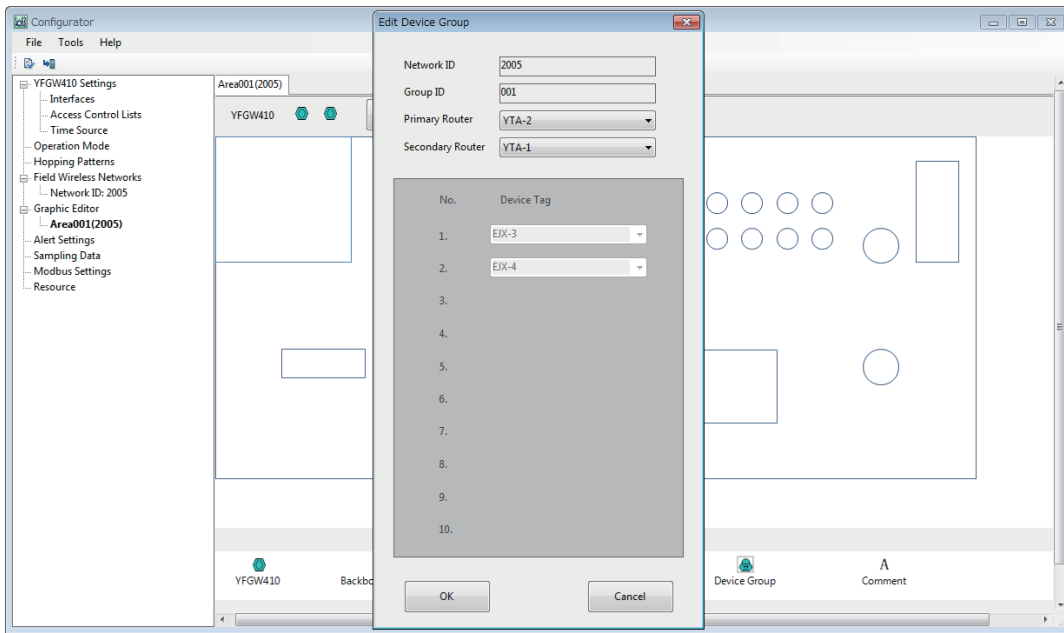 Configurator
File Tools Help
YFGW410 Settings
Interfaces
Access Control Lists
Time Source
Operation Mode
Hopping Patterns
Field Wireless Networks
Network ID: 2005
Graphic Editor
Area001(2005)
Alert Settings
Sampling Data
Modbus Settings
Resource
Area001(2005)
YFGW410
Edit Device Group
Network ID 2005
Group ID 001
Primary Router YTA-2
Secondary Router YTA-1
No. Device Tag
1. EJX-3
2. EJX-4
3.
4.
5.
6.
7.
8.
9.
10.
OK Cancel
YFGW410
Backbo
Device Group
A
Comment